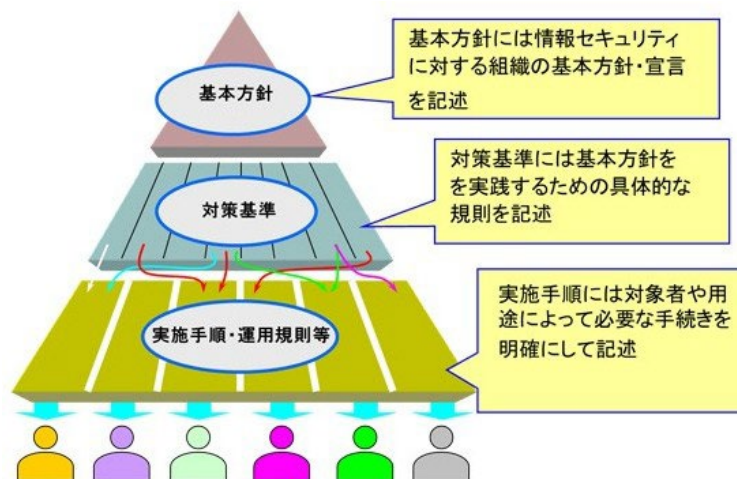 基本方針
基本方針には情報セキュリティ
に対する組織の基本方針・宣言
を記述
対策基準
対策基準には基本方針を
を実践するための具体的な
規則を記述
実施手順・運用規則等
実施手順には対象者や用
途によって必要な手続きを
明確にして記述